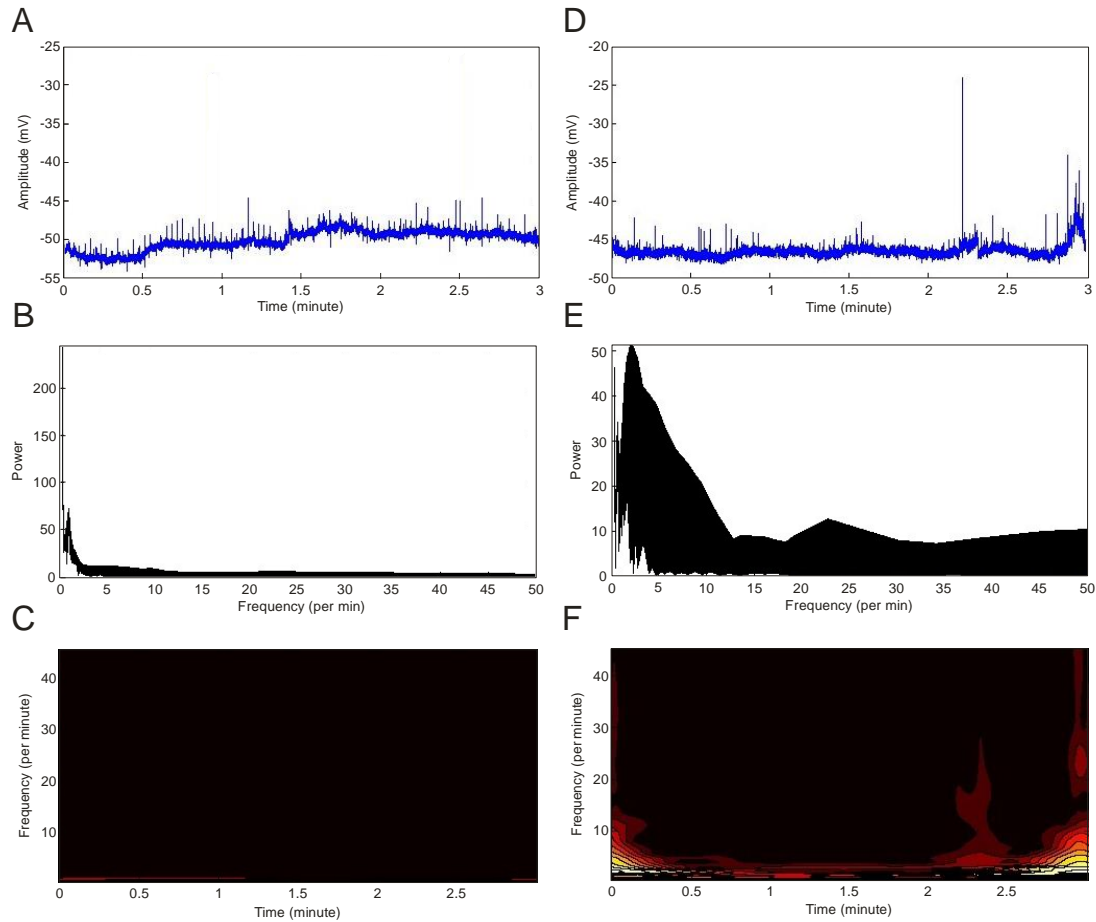 A
Amplitude (mV)
-25
-30
-35
-40
-45
-50
-55
0 0.5 1 1.5 2 2.5 3
Time (minute)
B
Power
200
150
100
50
0
0 5 10 15 20 25 30 35 40 45 50
Frequency (per min)
C
Frequency (per minute)
40
30
20
10
0 0.5 1 1.5 2 2.5
Time (minute)
D
Amplitude (mV)
-20
-25
-30
-35
-40
-45
-50
0 0.5 1 1.5 2 2.5 3
Time (minute)
E
Power
50
40
30
20
10
0
0 5 10 15 20 25 30 35 40 45 50
Frequency (per min)
F
Frequency (per minute)
40
30
20
10
0 0.5 1 1.5 2 2.5
Time (minute)